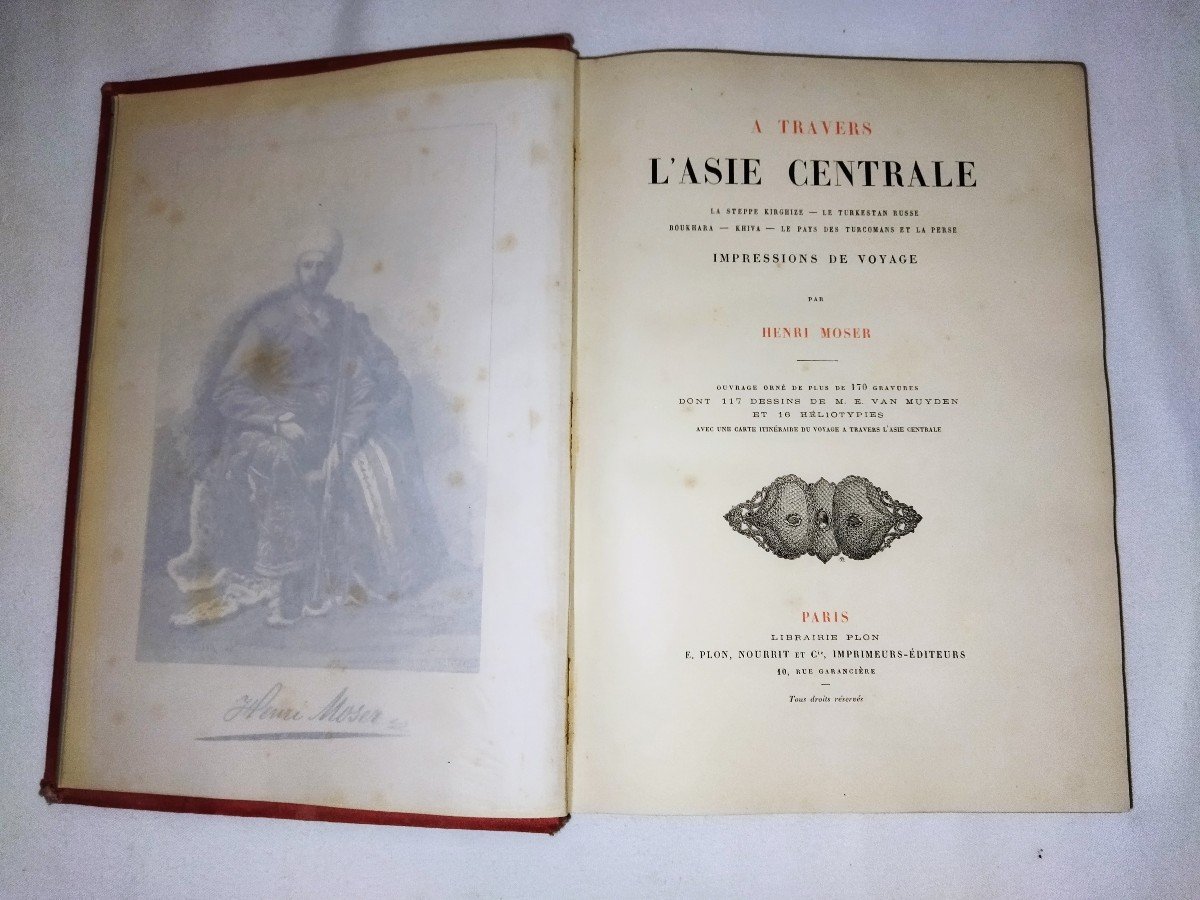 Henri Moser
A TRAVERS
L'ASIE CENTRALE
LA STEPPE KIRGHIZE — LE TURKESTAN RUSSE
BOUKHARA — KHIVA — LE PAYS DES TURCOMANS ET LA PERSE
IMPRESSIONS DE VOYAGE
PAR
HENRI MOSER
OUVRAGE ORNÉ DE PLUS DE 170 GRAVURES
DONT 117 DESSINS DE M. E. VAN MUYDEN
ET 16 HÉLIOTYPIES
AVEC UNE CARTE ITINÉRAIRE DU VOYAGE A TRAVERS L'ASIE CENTRALE
PARIS
LIBRAIRIE PLON
E. PLON, NOURRIT ET Cie, IMPRIMEURS-ÉDITEURS
10, RUE GARANCIÈRE
Tous droits réservés